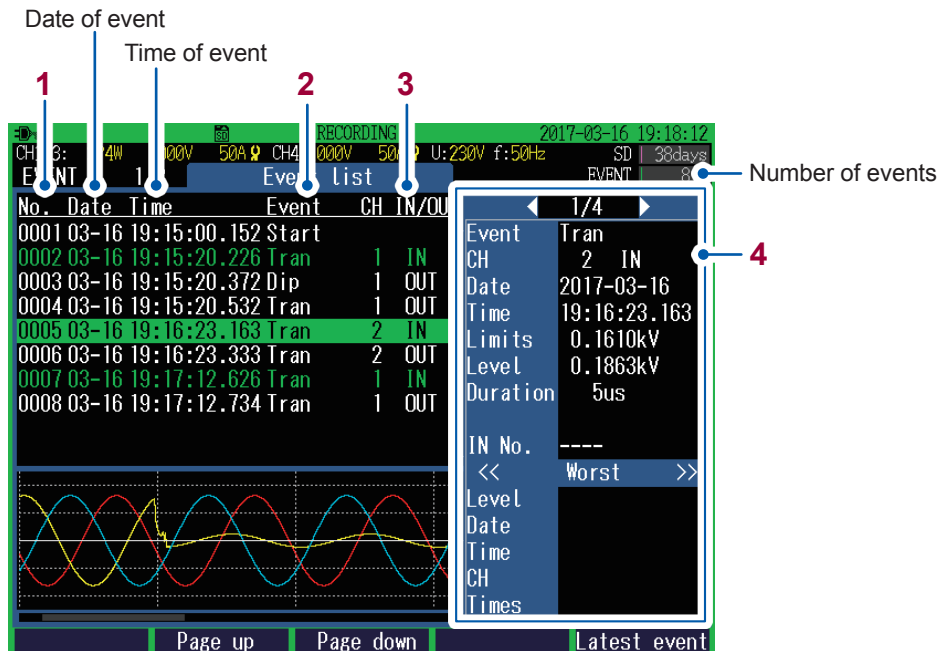 Date of event
Time of event
1 2 3
RECORDING 2017-03-16 19:18:12
50A CH4 U:230V f:50Hz SD 38days
EVENT Event list EVENT
Number of events
No. Date Time Event CH IN/OU
0001 03-16 19:15:00.152 Start
0002 03-16 19:15:20.226 Tran 1 IN
0003 03-16 19:15:20.372 Dip 1 OUT
0004 03-16 19:15:20.532 Tran 1 OUT
0005 03-16 19:16:23.163 Tran 2 IN
0006 03-16 19:16:23.333 Tran 2 OUT
0007 03-16 19:17:12.626 Tran 1 IN
0008 03-16 19:17:12.734 Tran 1 OUT
1/4
Event Tran
CH 2 IN
4
Date 2017-03-16
Time 19:16:23.163
Limits 0.1610kV
Level 0.1863kV
Duration 5us
IN No. ----
<< Worst >>
Level
Date
Time
CH
Times
Page up Page down Latest event